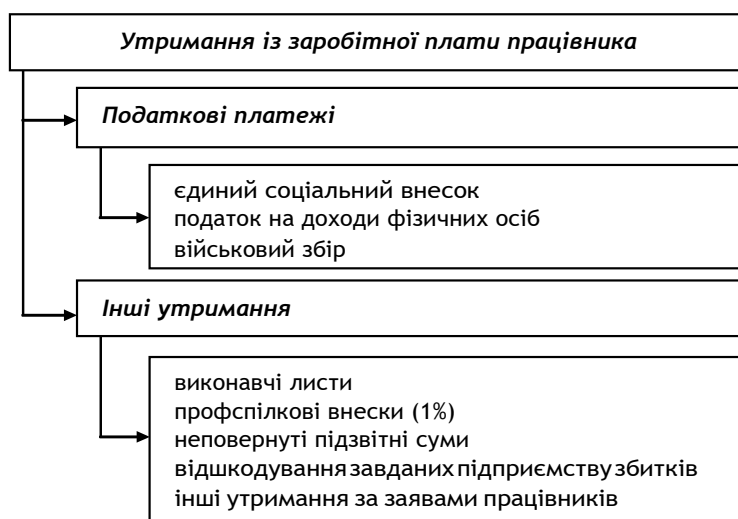 Утримання із заробітної плати працівника
Податкові платежі
єдиний соціальний внесок
податок на доходи фізичних осіб
військовий збір
Інші утримання
виконавчі листи
профспілкові внески (1%)
неповернуті підзвітні суми
відшкодування завданих підприємству збитків
інші утримання за заявами працівників